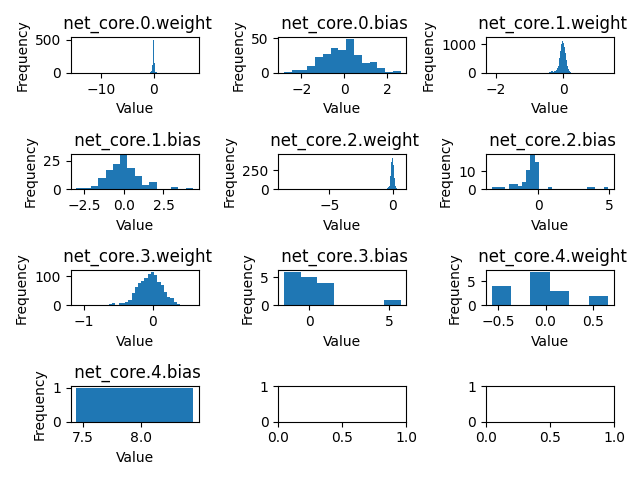 net_core.0.weight
net_core.0.bias
net_core.1.weight
Frequency
500
0
−10
0
Value
Frequency
50
0
−2
0
2
Value
Frequency
1000
0
−2
0
Value
net_core.1.bias
net_core.2.weight
net_core.2.bias
Frequency
25
0
−2.5
0.0
2.5
Value
Frequency
250
0
−5
0
Value
Frequency
10
0
0
5
Value
net_core.3.weight
net_core.3.bias
net_core.4.weight
Frequency
100
0
−1
0
Value
Frequency
5
0
0
5
Value
Frequency
5
0
−0.5
0.0
0.5
Value
net_core.4.bias
Frequency
1
0
7.5
8.0
Value
1
0
0.0
0.5
1.0
1
0
0.0
0.5
1.0